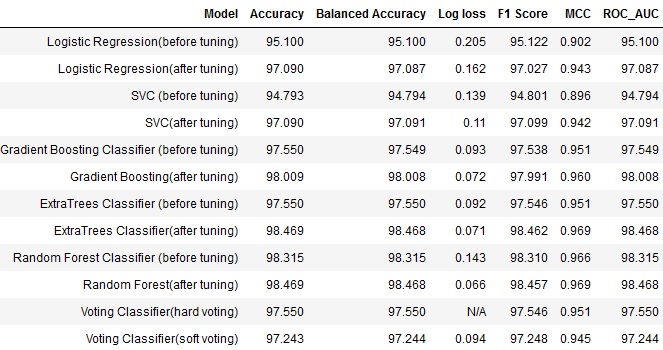 Model Accuracy Balanced Accuracy Log loss F1 Score MCC ROC_AUC
Logistic Regression(before tuning) 95.100 95.100 0.205 95.122 0.902 95.100
Logistic Regression(after tuning) 97.090 97.087 0.162 97.027 0.943 97.087
SVC (before tuning) 94.793 94.794 0.139 94.801 0.896 94.794
SVC(after tuning) 97.090 97.091 0.11 97.099 0.942 97.091
Gradient Boosting Classifier (before tuning) 97.550 97.549 0.093 97.538 0.951 97.549
Gradient Boosting(after tuning) 98.009 98.008 0.072 97.991 0.960 98.008
ExtraTrees Classifier (before tuning) 97.550 97.550 0.092 97.546 0.951 97.550
ExtraTrees Classifier(after tuning) 98.469 98.468 0.071 98.462 0.969 98.468
Random Forest Classifier (before tuning) 98.315 98.315 0.143 98.310 0.966 98.315
Random Forest(after tuning) 98.469 98.468 0.066 98.457 0.969 98.468
Voting Classifier(hard voting) 97.550 97.550 N/A 97.546 0.951 97.550
Voting Classifier(soft voting) 97.243 97.244 0.094 97.248 0.945 97.244